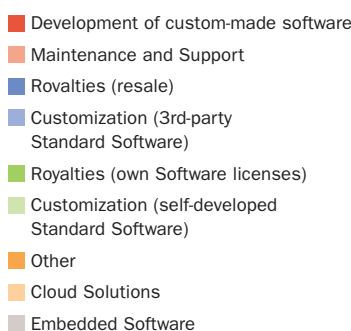 Development of custom-made software
Maintenance and Support
Rovalties (resale)
Customization (3rd-party
Standard Software)
Royalties (own Software licenses)
Customization (self-developed
Standard Software)
Other
Cloud Solutions
Embedded Software